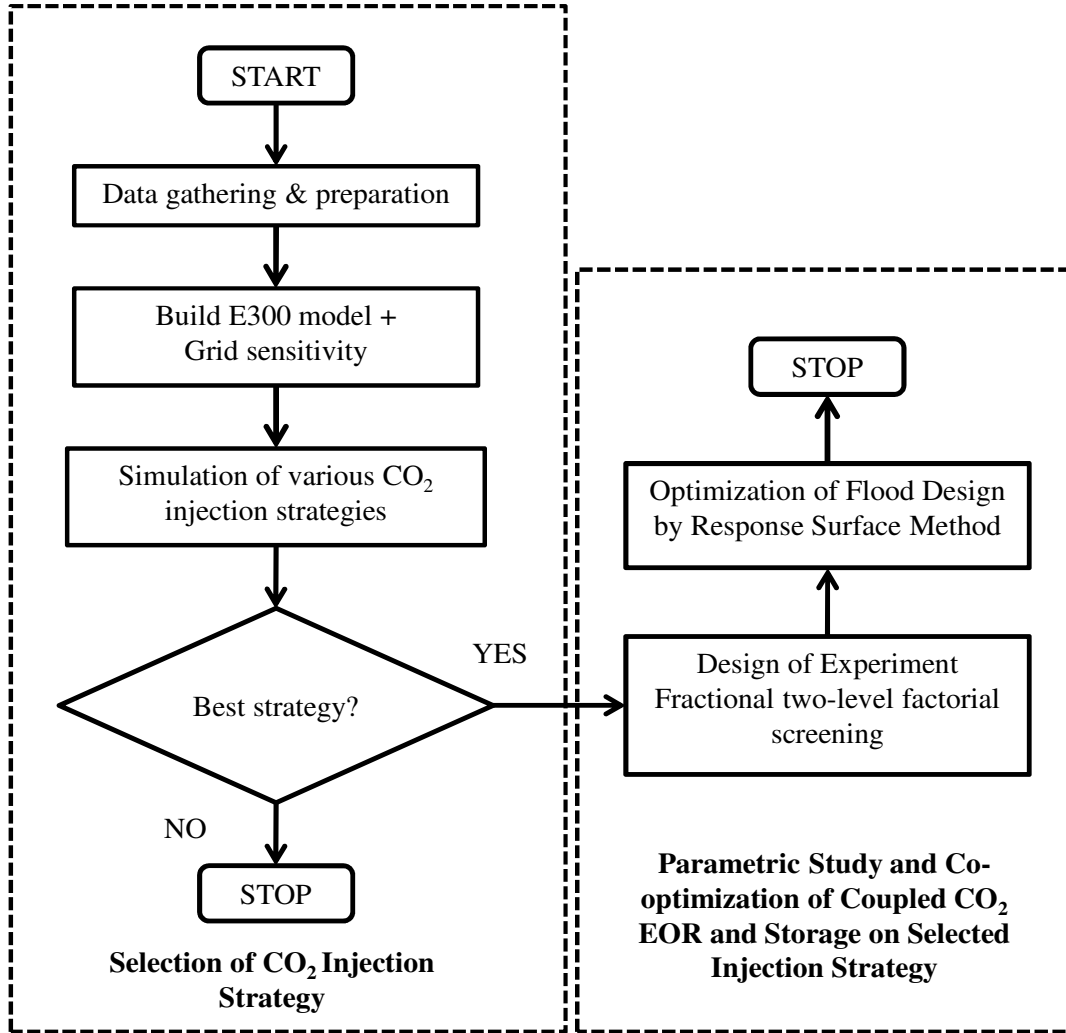 START
Data gathering & preparation
Build E300 model +
Grid sensitivity
Simulation of various CO₂
injection strategies
Best strategy?
YES
NO
STOP
Selection of CO₂ Injection
Strategy
STOP
Optimization of Flood Design
by Response Surface Method
Design of Experiment
Fractional two-level factorial
screening
Parametric Study and Co-
optimization of Coupled CO₂
EOR and Storage on Selected
Injection Strategy